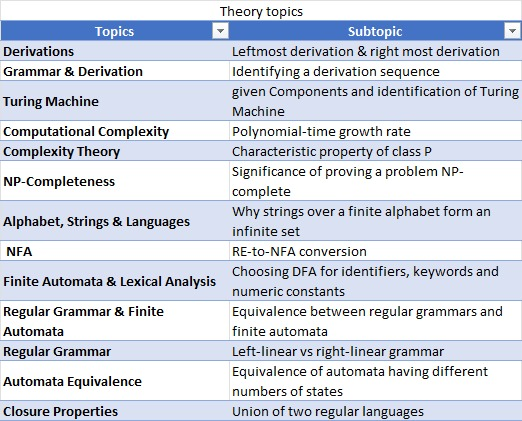 Theory topics
Topics Subtopic
Derivations Leftmost derivation & right most derivation
Grammar & Derivation Identifying a derivation sequence
Turing Machine given Components and identification of Turing
Machine
Computational Complexity Polynomial-time growth rate
Complexity Theory Characteristic property of class P
NP-Completeness Significance of proving a problem NP-
complete
Alphabet, Strings & Languages Why strings over a finite alphabet form an
infinite set
NFA RE-to-NFA conversion
Finite Automata & Lexical Analysis Choosing DFA for identifiers, keywords and
numeric constants
Regular Grammar & Finite Equivalence between regular grammars and
Automata finite automata
Regular Grammar Left-linear vs right-linear grammar
Automata Equivalence Equivalence of automata having different
numbers of states
Closure Properties Union of two regular languages